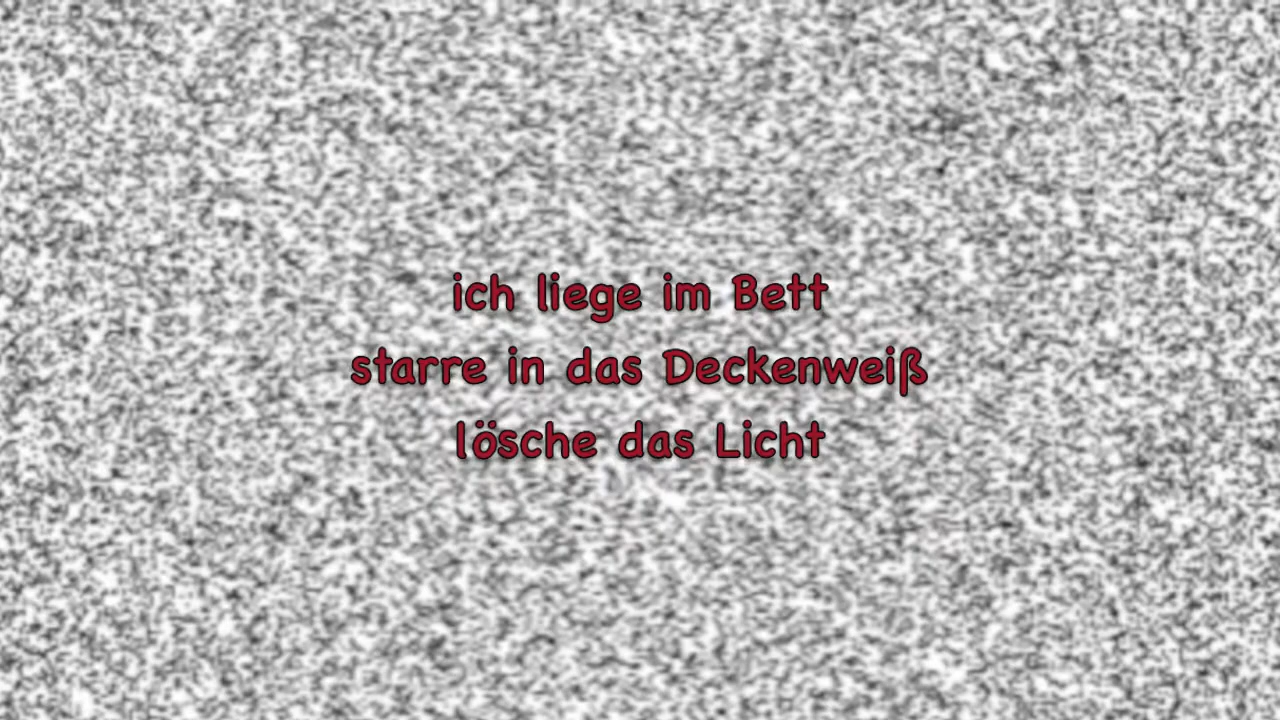 ich liege im Bett
starre in das Deckenweiß
lösche das Licht